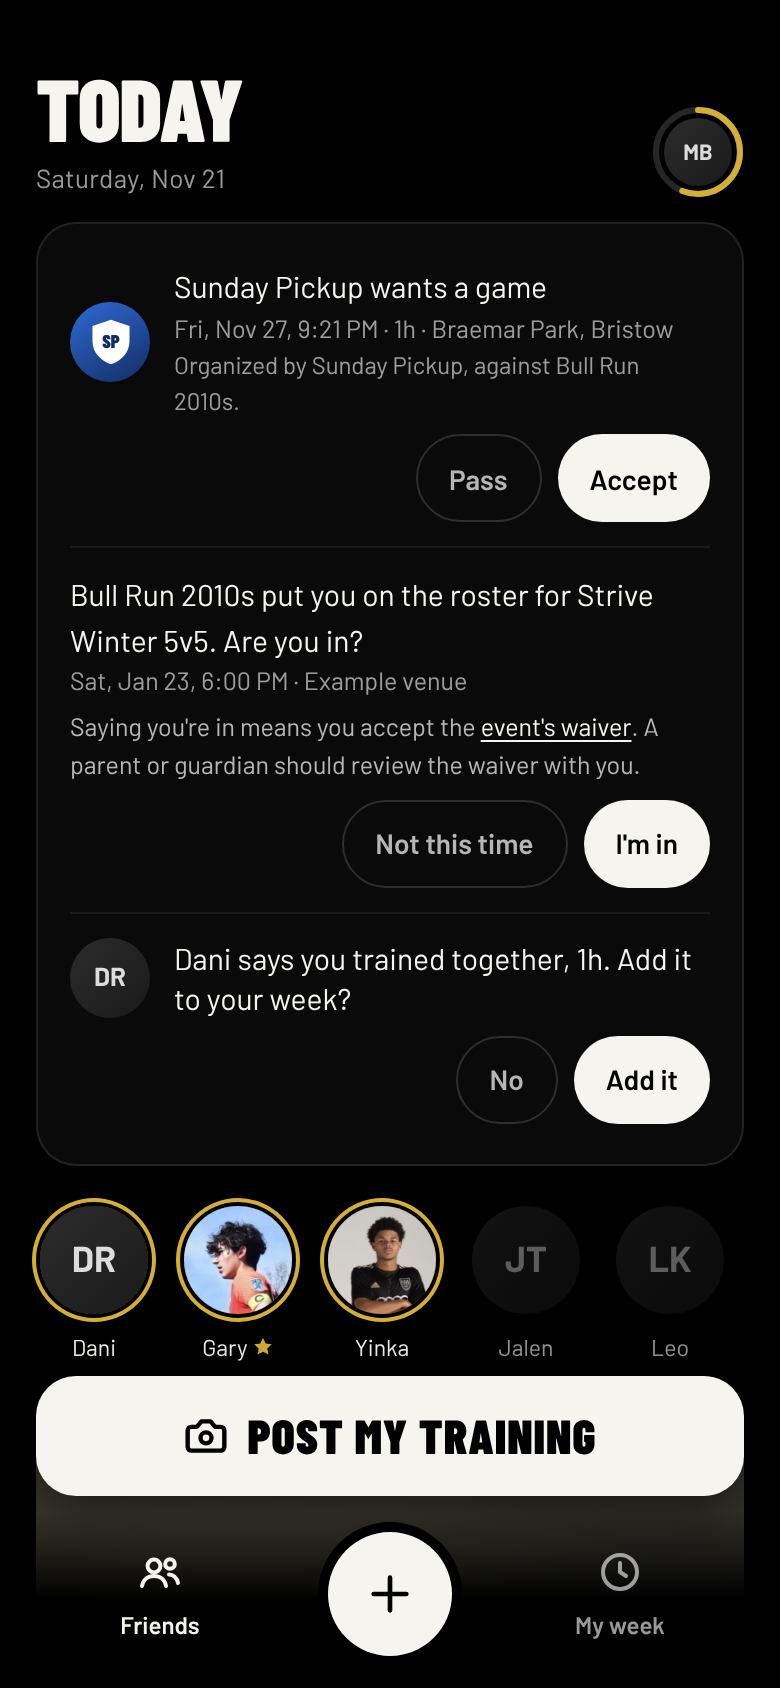 TODAY
Saturday, Nov 21
MB
Sunday Pickup wants a game
SP
Fri, Nov 27, 9:21 PM · 1h · Braemar Park, Bristow
Organized by Sunday Pickup, against Bull Run
2010s.
Pass
Accept
Bull Run 2010s put you on the roster for Strive
Winter 5v5. Are you in?
Sat, Jan 23, 6:00 PM · Example venue
Saying you're in means you accept the event's waiver. A
parent or guardian should review the waiver with you.
Not this time
I'm in
DR
Dani says you trained together, 1h. Add it
to your week?
No
Add it
DR
JT
LK
Dani
Gary
Yinka
Jalen
Leo
POST MY TRAINING
Friends
My week